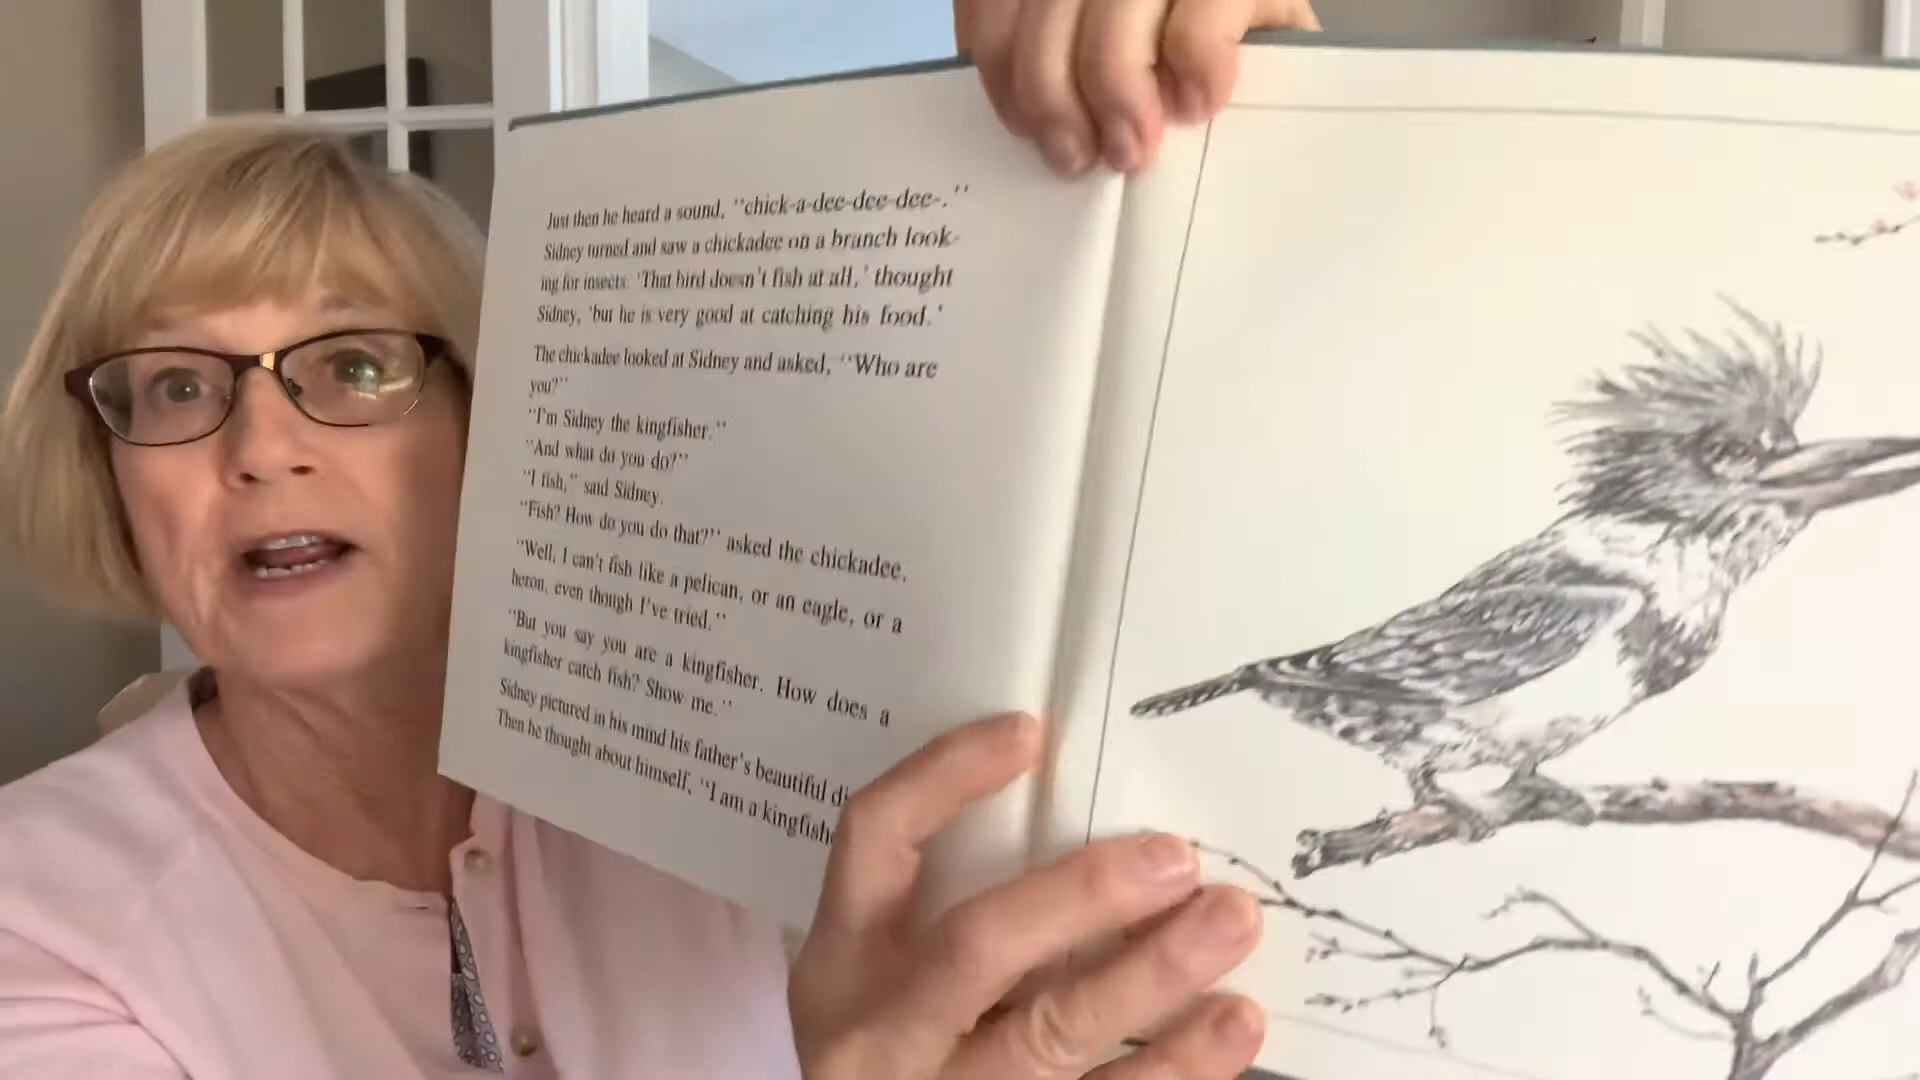 Just then he heard a sound, "chick-a-dee-dee-dee-."
Sidney turned and saw a chickadee on a branch look-
ing for insects. 'That bird doesn't fish at all,' thought
Sidney, 'but he is very good at catching his food.'
The chickadee looked at Sidney and asked, "Who are
you?"
"I'm Sidney the kingfisher."
"And what do you do?"
"I fish," said Sidney.
"Fish? How do you do that?" asked the chickadee.
"Well, I can't fish like a pelican, or an eagle, or a
heron, even though I've tried."
"But you say you are a kingfisher. How does a
kingfisher catch fish? Show me."
Sidney pictured in his mind his father's beautiful di
Then he thought about himself, "I am a kingfishe